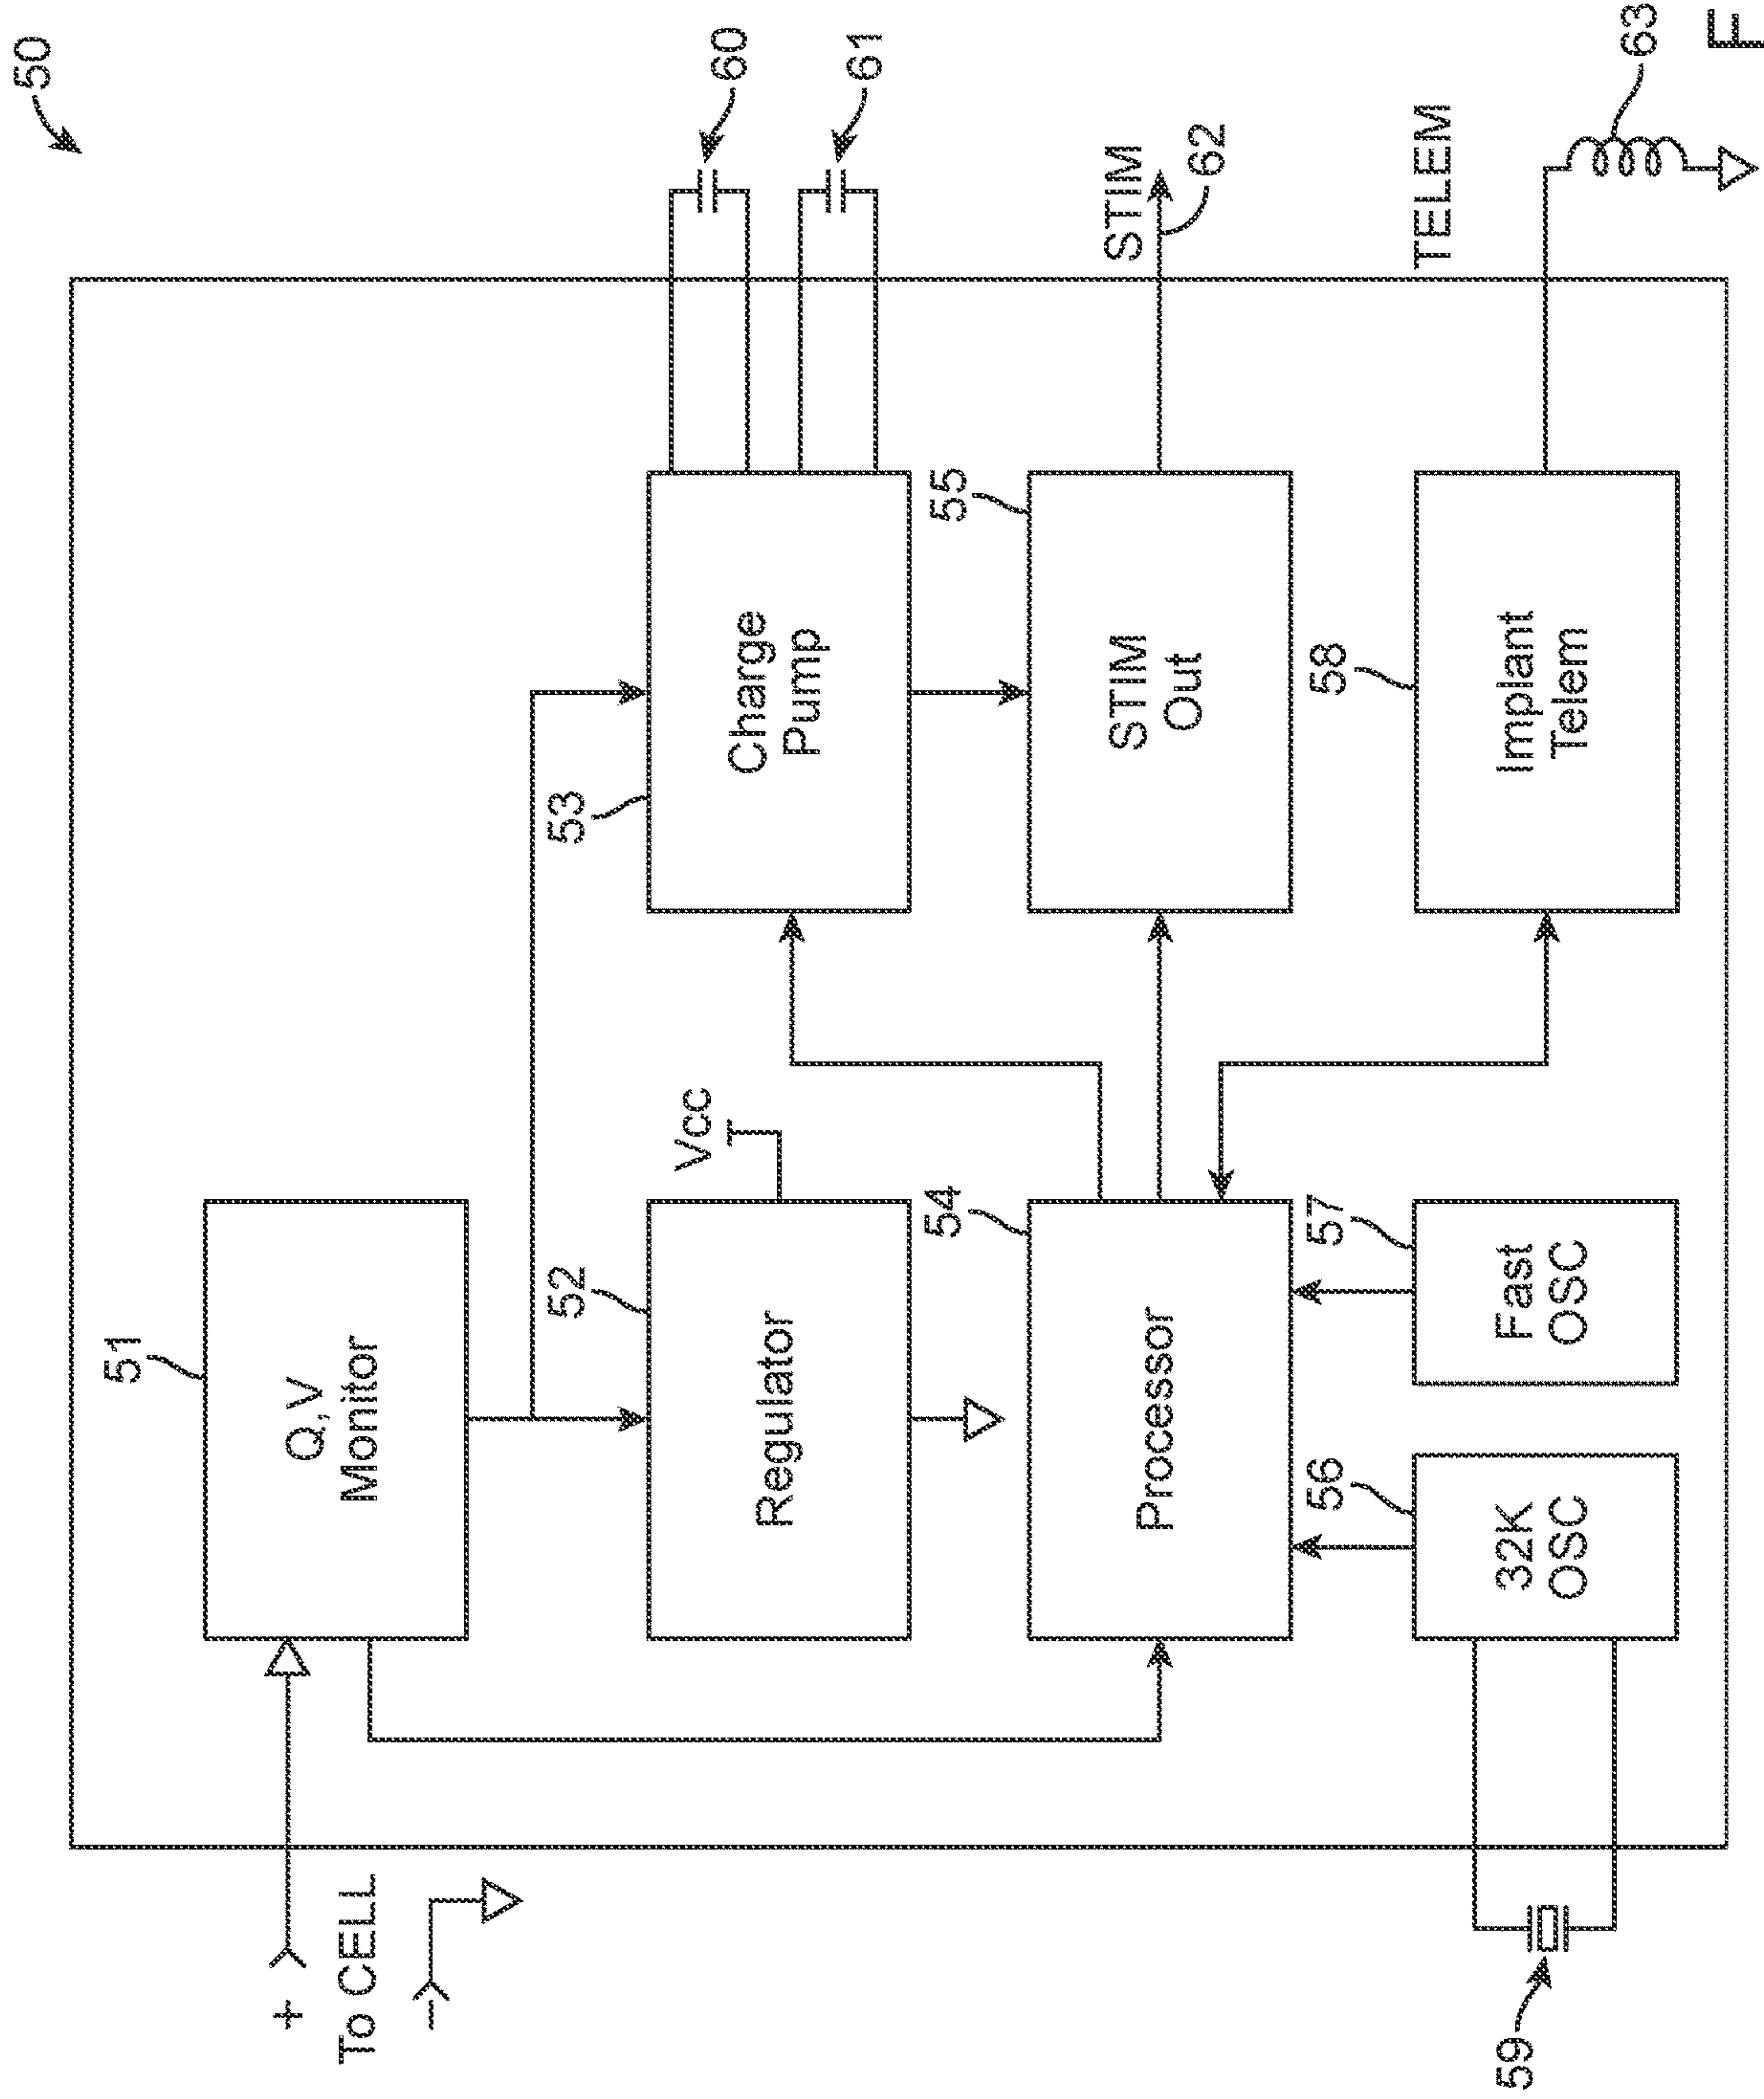 50
51
Q,V
Monitor
+
To CELL
−
60
61
53
Charge
Pump
52
Regulator
Vcc
54
Processor
55
STIM
Out
STIM
62
56
32K
OSC
57
Fast
OSC
58
Implant
Telem
TELEM
63
59
F